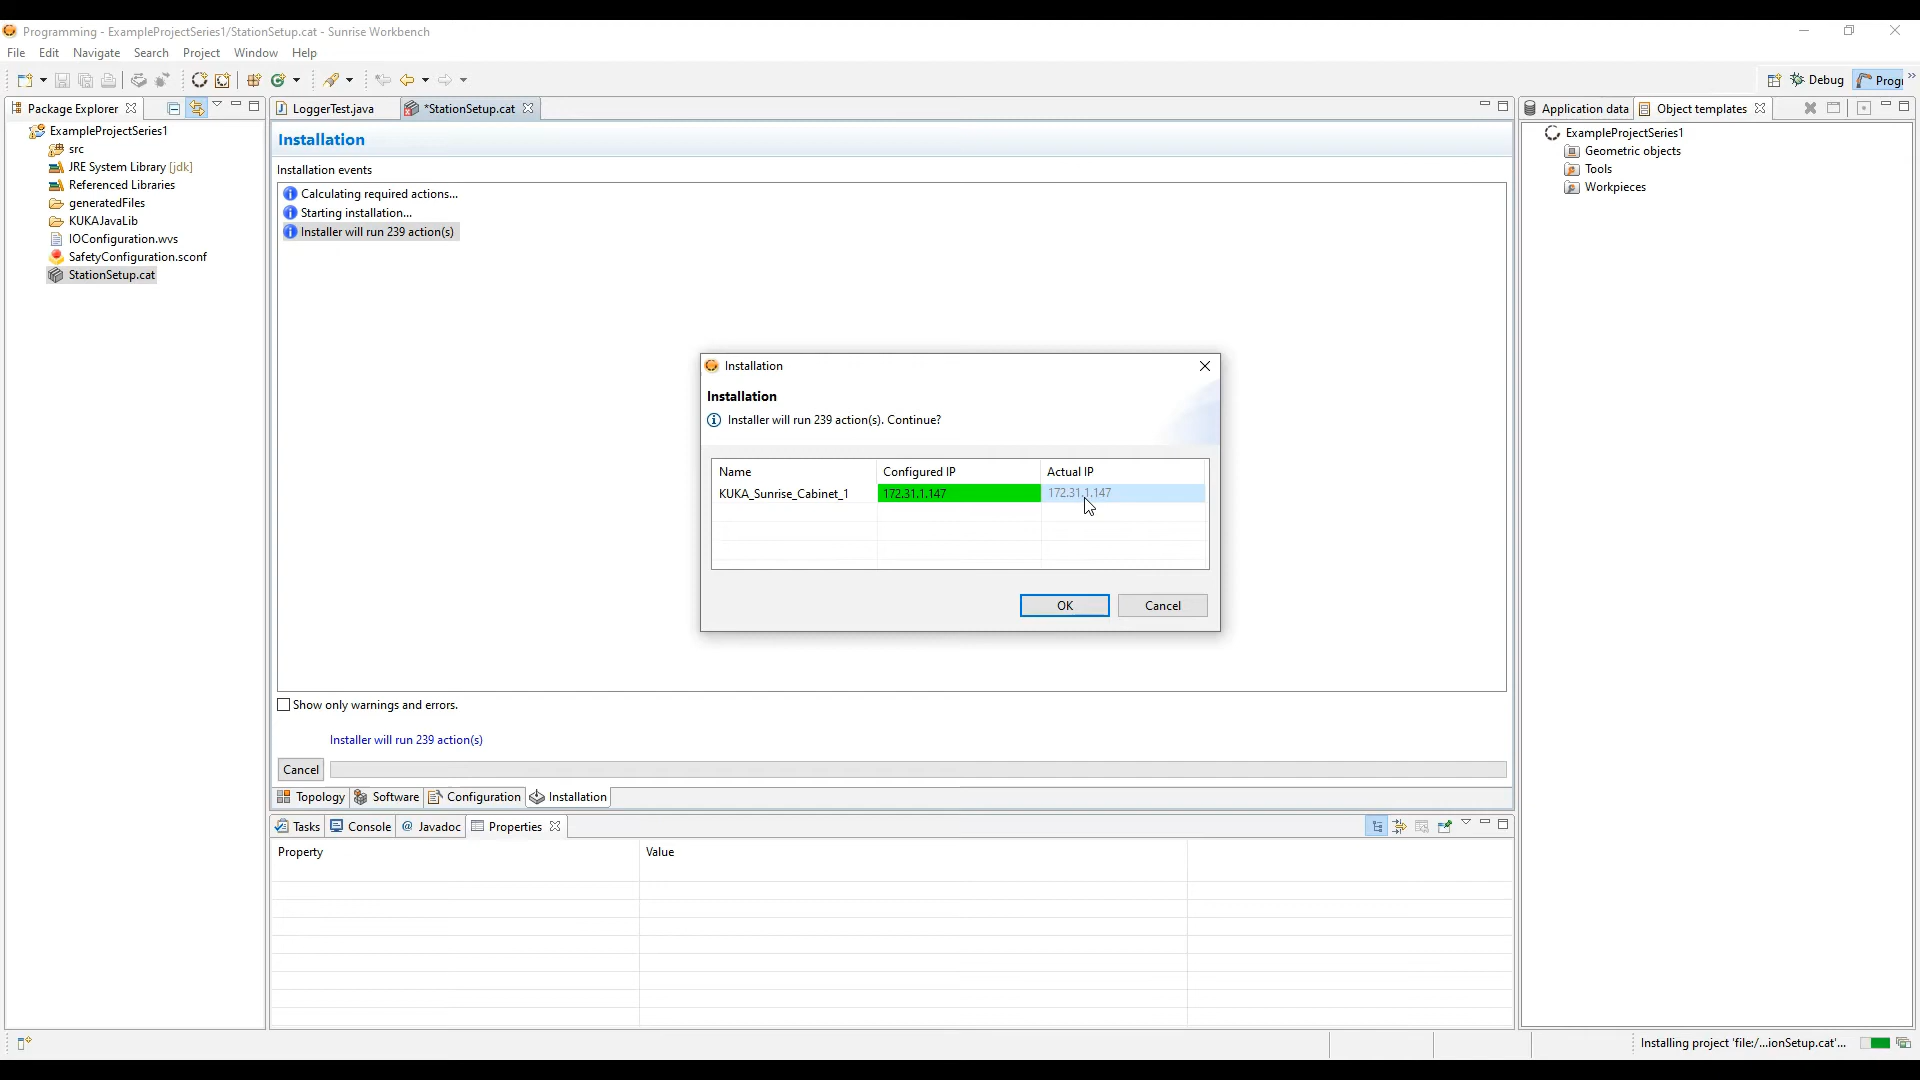 Programming - ExampleProjectSeries1/StationSetup.cat - Sunrise Workbench
File Edit Navigate Search Project Window Help
Debug
Progr
Package Explorer
ExampleProjectSeries1
src
JRE System Library [jdk]
Referenced Libraries
generatedFiles
KUKAJavaLib
IOConfiguration.wvs
SafetyConfiguration.sconf
StationSetup.cat
LoggerTest.java
*StationSetup.cat
Installation
Installation events
Calculating required actions...
Starting installation...
Installer will run 239 action(s)
Installation
Installation
Installer will run 239 action(s). Continue?
Name Configured IP Actual IP
KUKA_Sunrise_Cabinet_1 172.31.1.147 172.31.1.147
OK Cancel
Show only warnings and errors.
Installer will run 239 action(s)
Cancel
Topology Software Configuration Installation
Tasks Console @ Javadoc Properties
Property Value
Application data Object templates
ExampleProjectSeries1
Geometric objects
Tools
Workpieces
Installing project 'file:/...ionSetup.cat'...